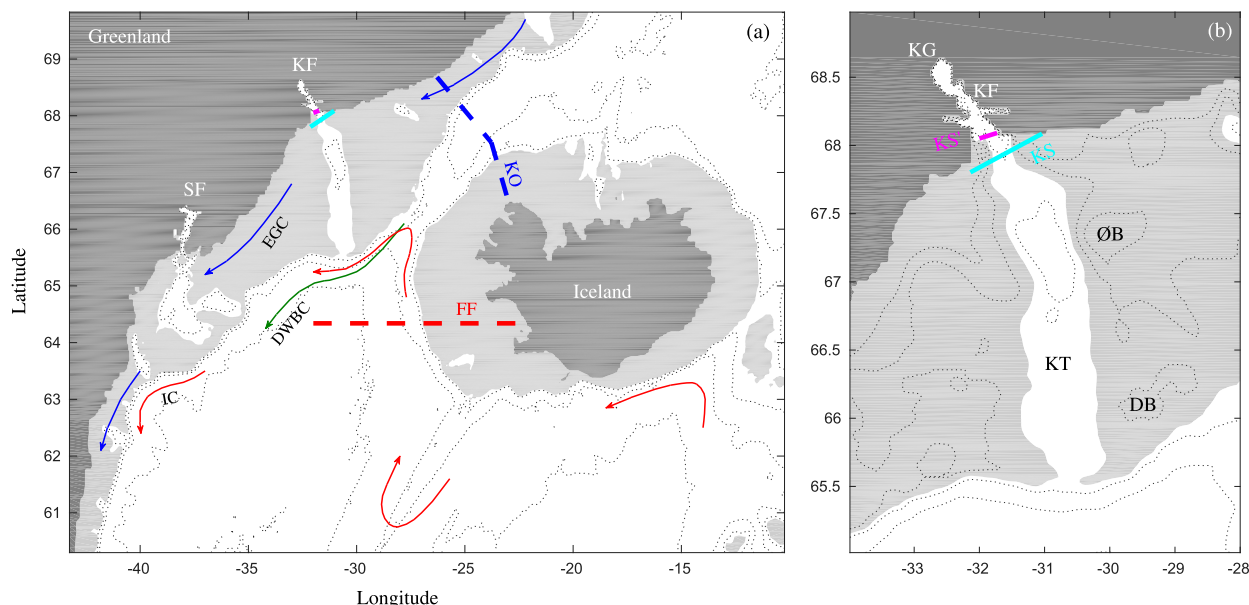 (a)
Greenland
KF
SF
KO
EGC
Iceland
FF
DWBC
IC
69
68
67
66
65
64
63
62
61
-40
-35
-30
-25
-20
-15
Latitude
Longitude
(b)
KG
KF
KS'
KS
ØB
KT
DB
68.5
68
67.5
67
66.5
66
65.5
-33
-32
-31
-30
-29
-28